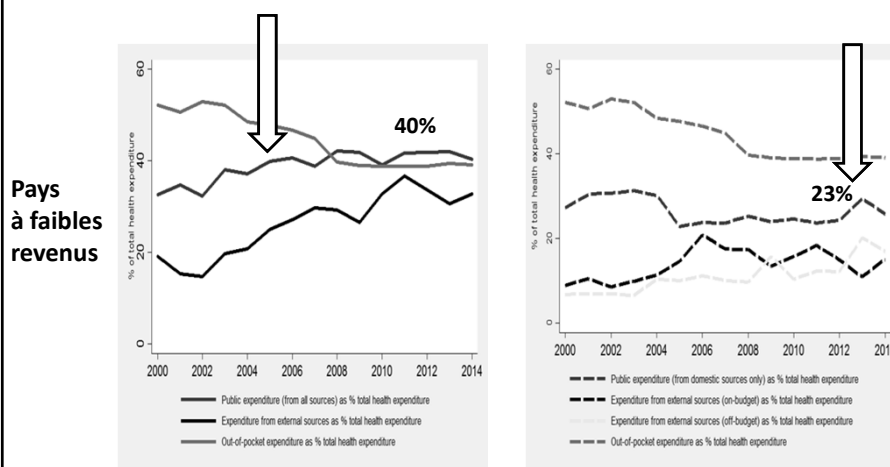 Pays
à faibles
revenus
% of total health expenditure
60
40
20
0
40%
2000 2002 2004 2006 2008 2010 2012 2014
Public expenditure (from all sources) as % total health expenditure
Expenditure from external sources as % total health expenditure
Out-of-pocket expenditure as % total health expenditure
% of total health expenditure
60
40
20
0
23%
2000 2002 2004 2006 2008 2010 2012 201
Public expenditure (from domestic sources only) as % total health expenditure
Expenditure from external sources (on-budget) as % total health expenditure
Expenditure from external sources (off-budget) as % total health expenditure
Out-of-pocket expenditure as % total health expenditure